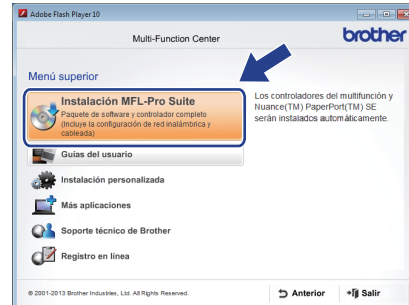 Adobe Flash Player 10
Multi-Function Center
brother
Menú superior
Instalación MFL-Pro Suite
Paquete de software y controlador completo
(Incluye la configuración de red inalámbrica y
cableada)
Los controladores del multifunción y
Nuance(TM) PaperPort(TM) SE
serán instalados automáticamente.
Guías del usuario
Instalación personalizada
Más aplicaciones
Soporte técnico de Brother
Registro en línea
© 2001-2013 Brother Industries, Ltd. All Rights Reserved.
Anterior
Salir